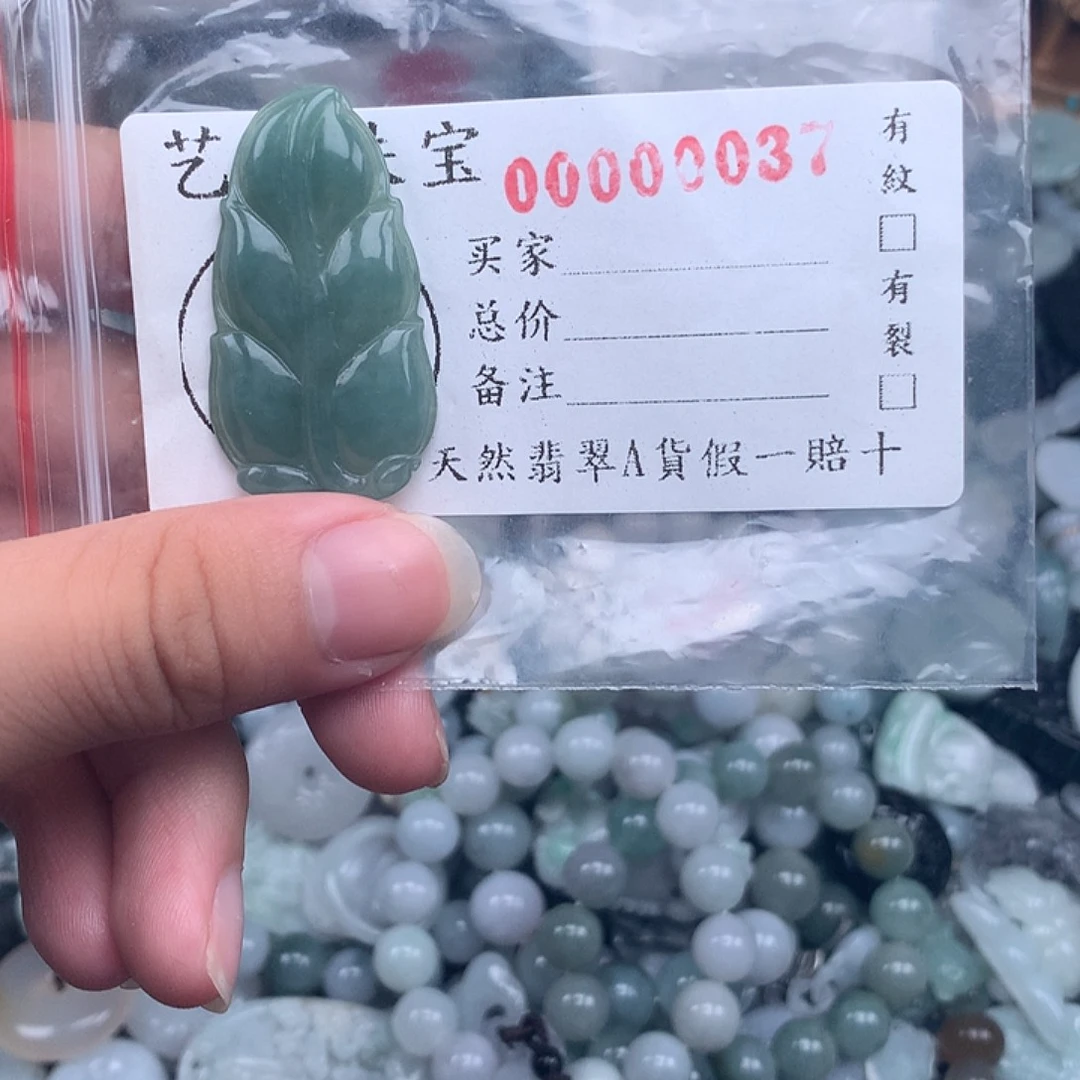 艺 宝
00000037
买家
总价
备注
天然翡翠A貨假一賠十
有紋
有裂